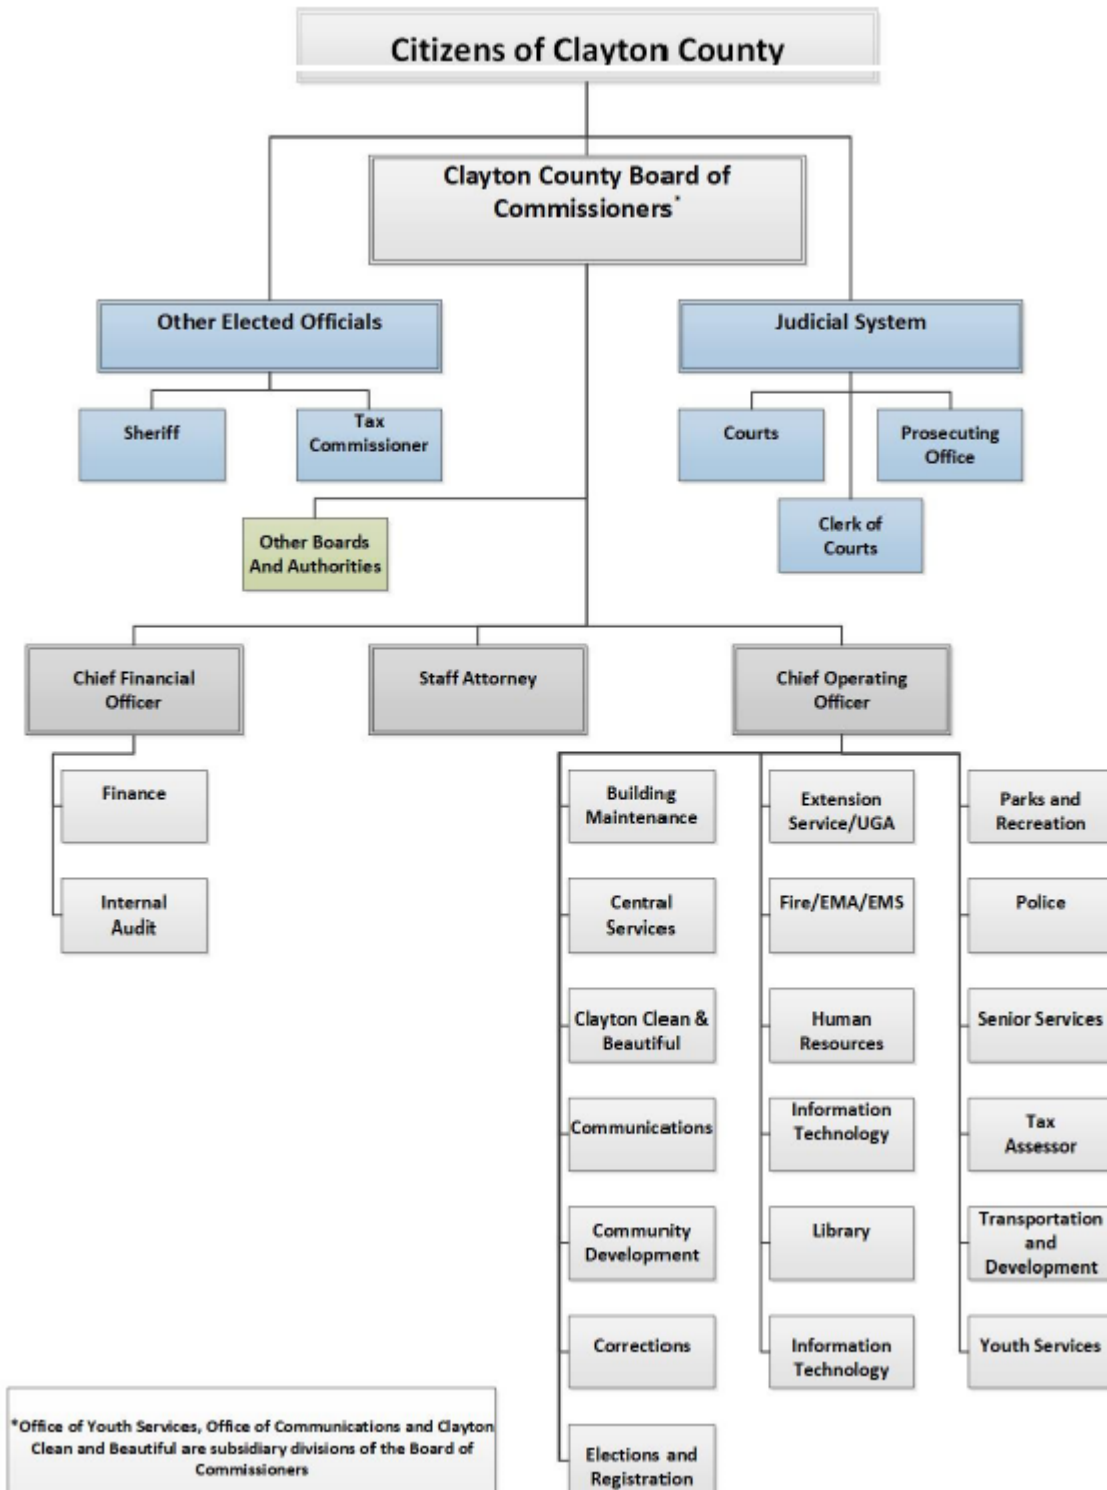 Citizens of Clayton County
Clayton County Board of
Commissioners*
Other Elected Officials
Judicial System
Sheriff
Tax
Commissioner
Courts
Prosecuting
Office
Clerk of
Courts
Other Boards
And Authorities
Chief Financial
Officer
Staff Attorney
Chief Operating
Officer
Finance
Internal
Audit
Building
Maintenance
Central
Services
Clayton Clean &
Beautiful
Communications
Community
Development
Corrections
Elections and
Registration
Extension
Service/UGA
Fire/EMA/EMS
Human
Resources
Information
Technology
Library
Information
Technology
Parks and
Recreation
Police
Senior Services
Tax
Assessor
Transportation
and
Development
Youth Services
*Office of Youth Services, Office of Communications and Clayton
Clean and Beautiful are subsidiary divisions of the Board of
Commissioners